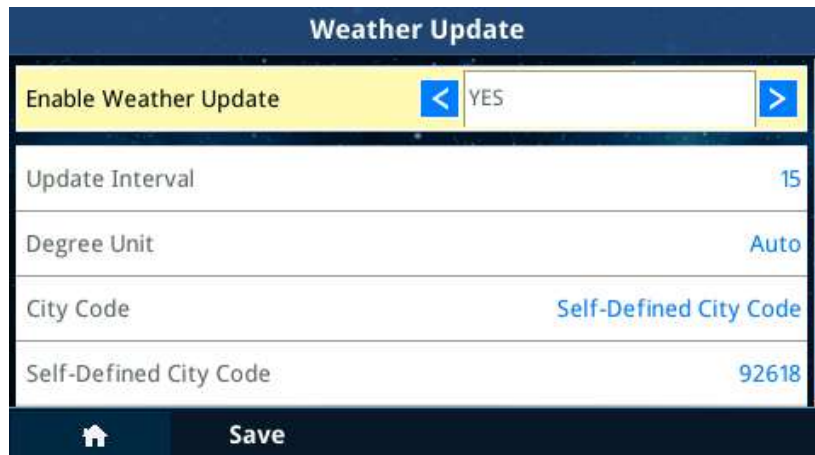 Weather Update
Enable Weather Update < YES >
Update Interval 15
Degree Unit Auto
City Code Self-Defined City Code
Self-Defined City Code 92618
Save